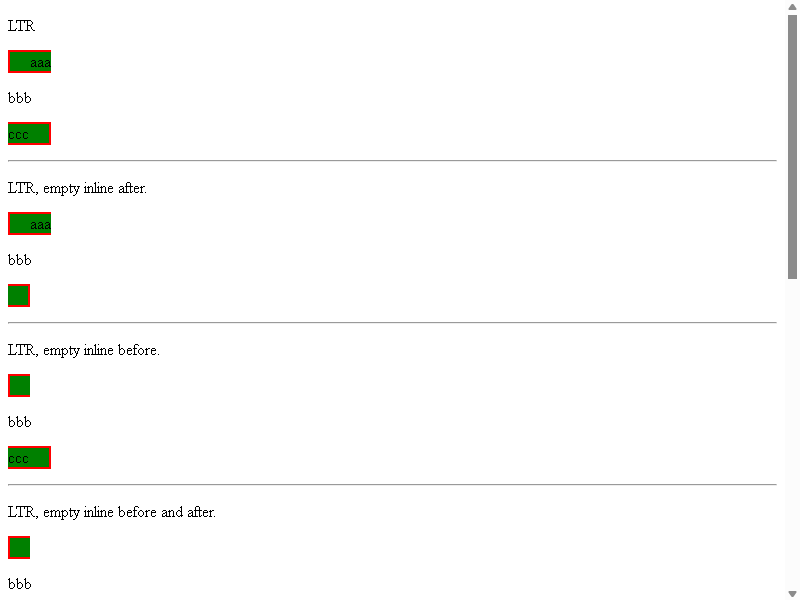 LTR
aaa
bbb
ccc
LTR, empty inline after.
aaa
bbb
LTR, empty inline before.
bbb
ccc
LTR, empty inline before and after.
bbb